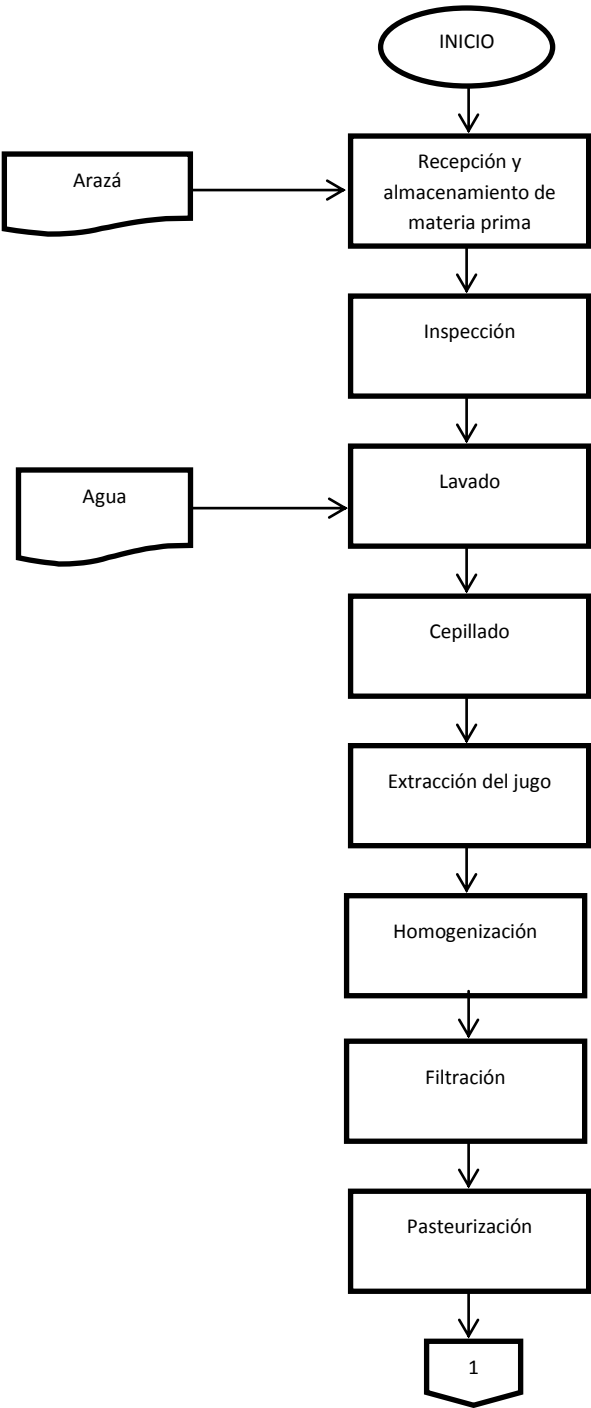 INICIO
Arazá
Recepción y
almacenamiento de
materia prima
Inspección
Agua
Lavado
Cepillado
Extracción del jugo
Homogenización
Filtración
Pasteurización
1